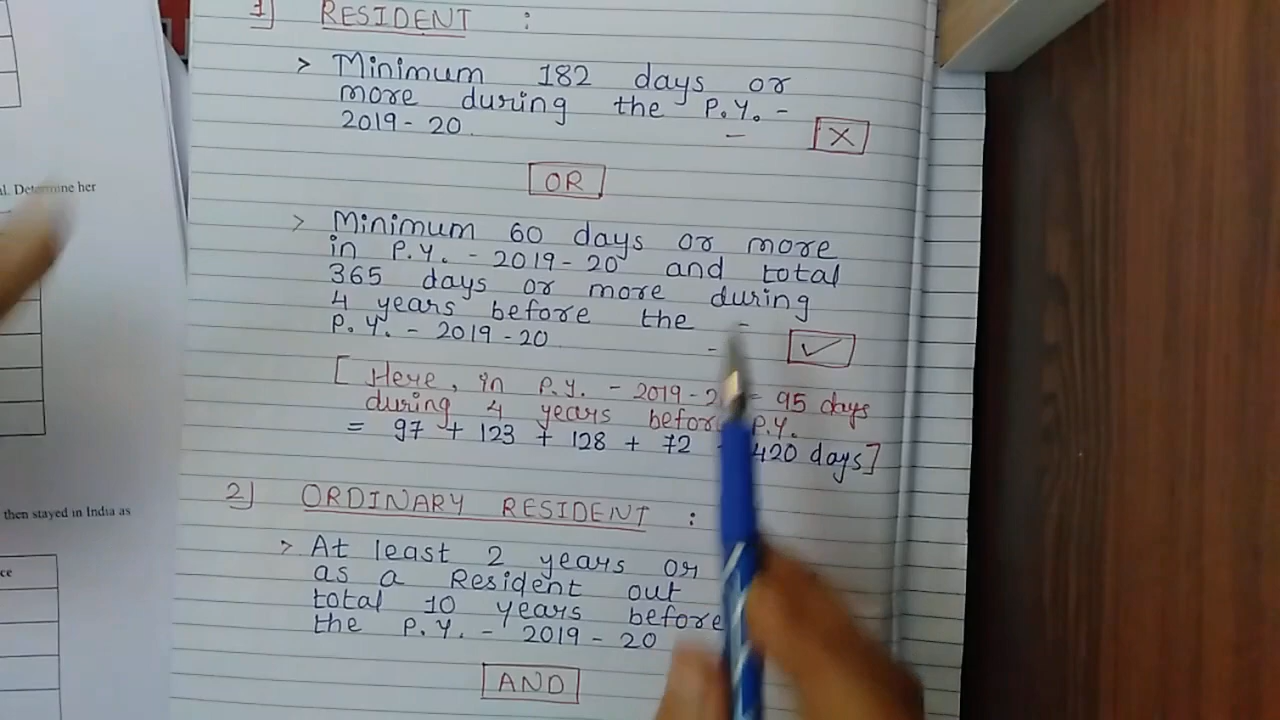 1] RESIDENT :
> Minimum 182 days or
more during the P.Y. -
2019-20.
X
OR
> Minimum 60 days or more
in P.Y. - 2019-20 and total
365 days or more during
4 years before the
P.Y. - 2019-20
✓
[ Here, in P.Y. - 2019-2 = 95 days
during 4 years before P.Y.
= 97 + 123 + 128 + 72 420 days]
2] ORDINARY RESIDENT :
> At least 2 years or
as a Resident out
total 10 years before
the P.Y. - 2019-20
AND
al. Determine her
then stayed in India as
ce